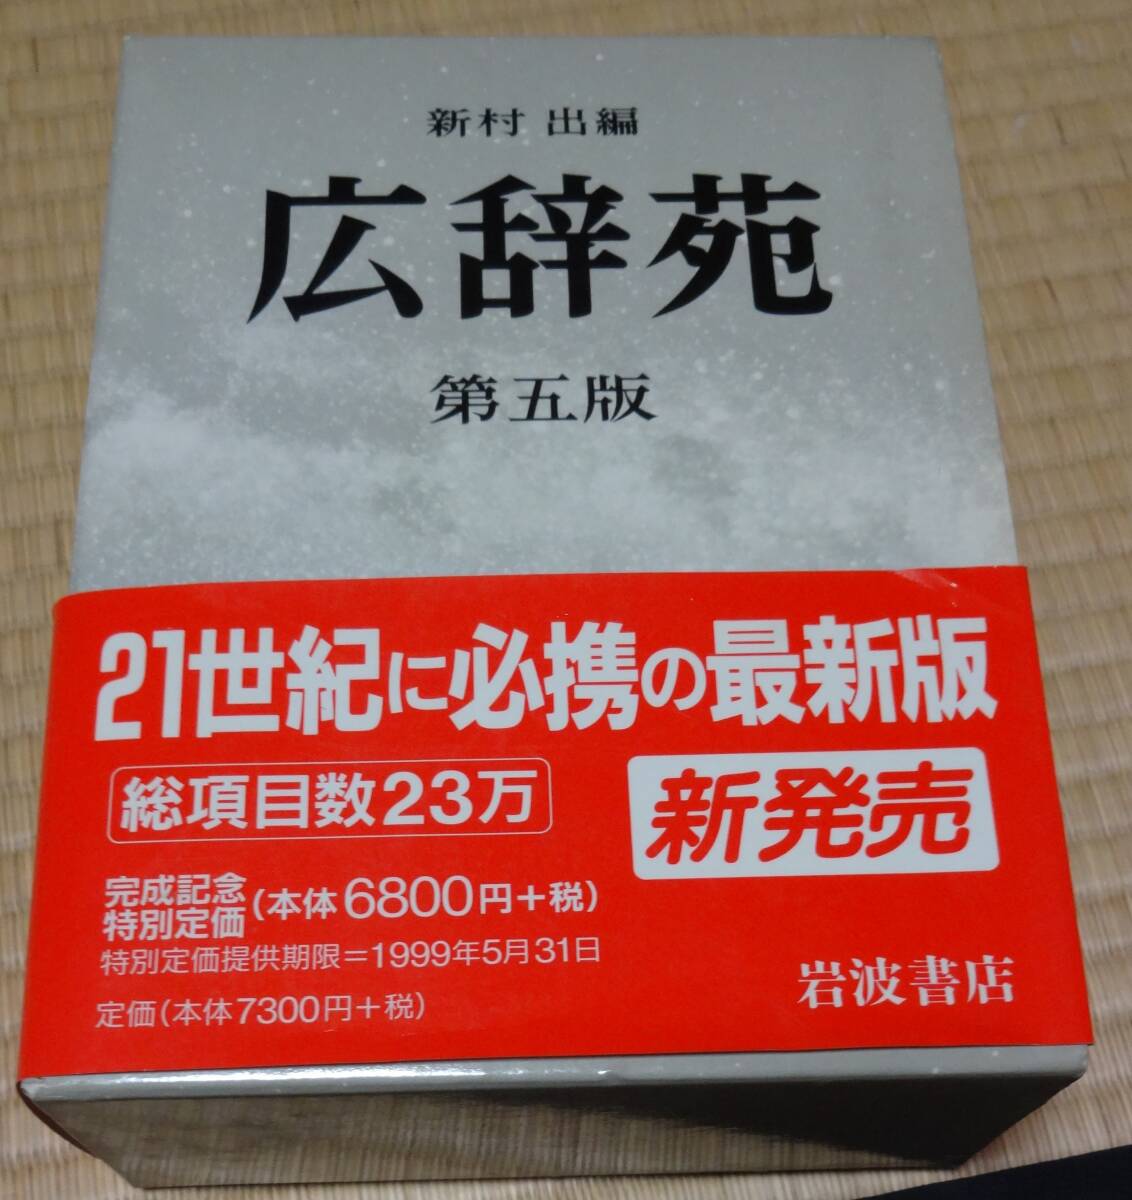 新村 出編
広辞苑
第五版
21世紀に必携の最新版
総項目数23万
新発売
完成記念
特別定価(本体6800円+税)
特別定価提供期限=1999年5月31日
定価(本体7300円+税)
岩波書店